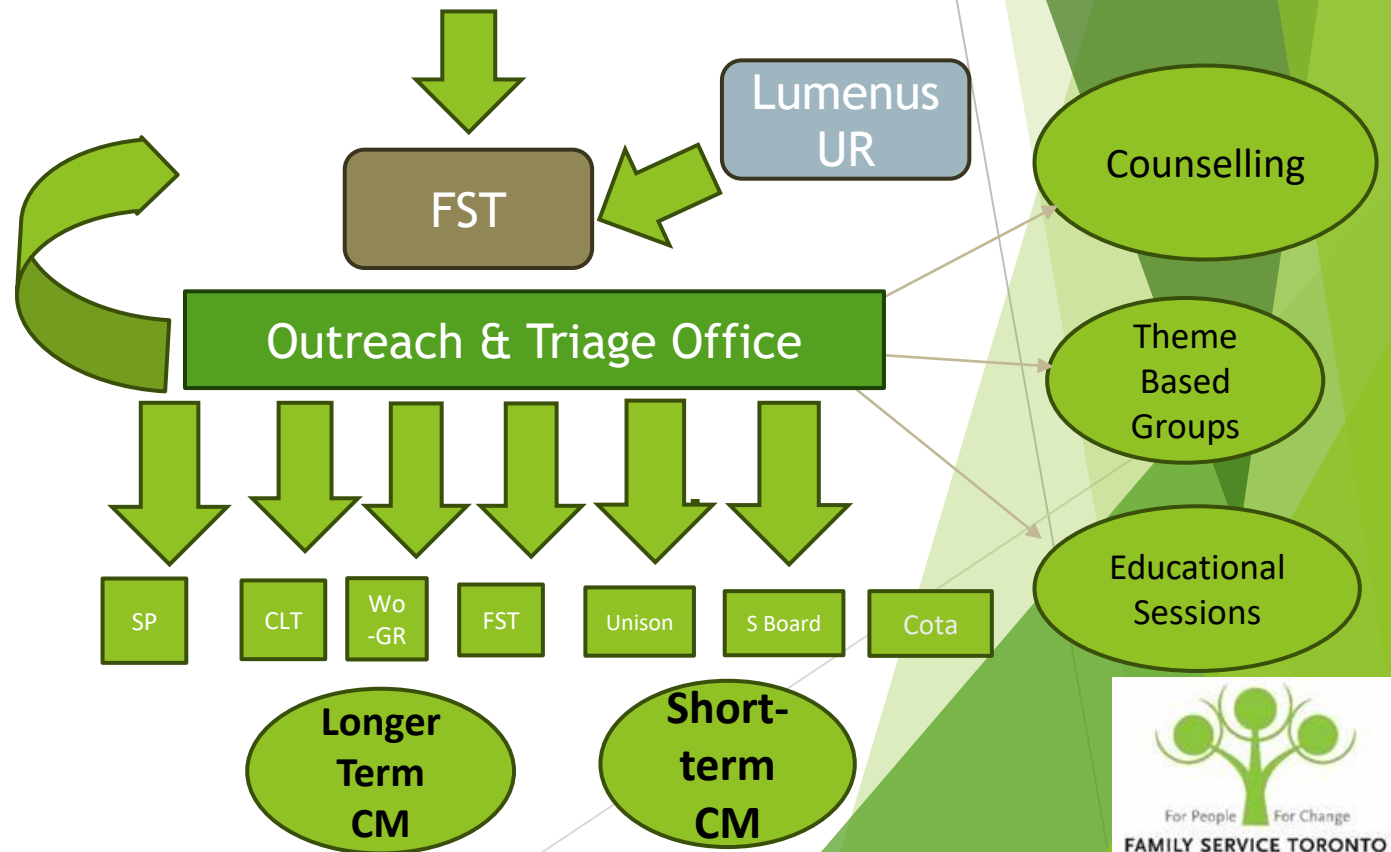 Lumenus
UR
FST
Counselling
Outreach & Triage Office
Theme
Based
Groups
Educational
Sessions
SP
CLT
Wo
-GR
FST
Unison
S Board
Cota
Longer
Term
CM
Short-
term
CM
For People For Change
FAMILY SERVICE TORONTO